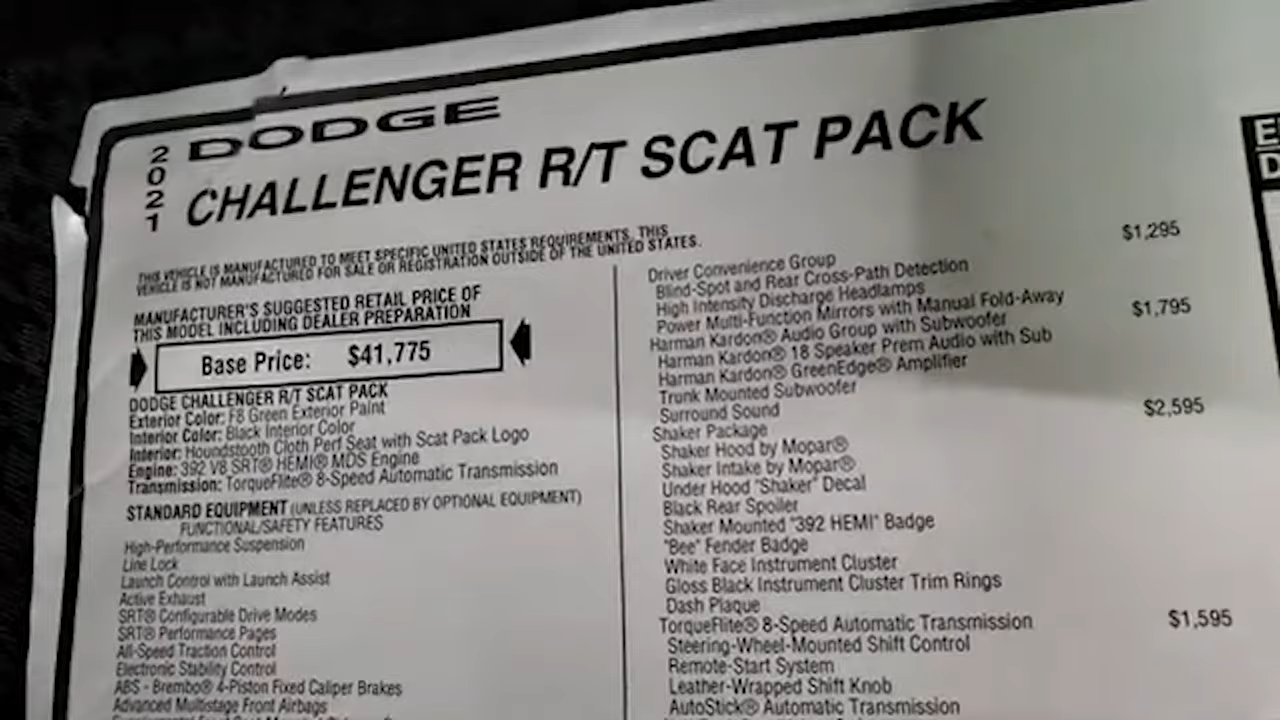 2021
DODGE
CHALLENGER R/T SCAT PACK
THIS VEHICLE IS MANUFACTURED TO MEET SPECIFIC UNITED STATES REQUIREMENTS. THIS
VEHICLE IS NOT MANUFACTURED FOR SALE OR REGISTRATION OUTSIDE OF THE UNITED STATES.
MANUFACTURER'S SUGGESTED RETAIL PRICE OF
THIS MODEL INCLUDING DEALER PREPARATION
Base Price: $41,775
DODGE CHALLENGER R/T SCAT PACK
Exterior Color: F8 Green Exterior Paint
Interior Color: Black Interior Color
Interior: Houndstooth Cloth Perf Seat with Scat Pack Logo
Engine: 392 V8 SRT® HEMI® MDS Engine
Transmission: TorqueFlite® 8-Speed Automatic Transmission
STANDARD EQUIPMENT (UNLESS REPLACED BY OPTIONAL EQUIPMENT)
FUNCTIONAL/SAFETY FEATURES
High-Performance Suspension
Line Lock
Launch Control with Launch Assist
Active Exhaust
SRT® Configurable Drive Modes
SRT® Performance Pages
All-Speed Traction Control
Electronic Stability Control
ABS - Brembo® 4-Piston Fixed Caliper Brakes
Advanced Multistage Front Airbags
Driver Convenience Group $1,295
Blind-Spot and Rear Cross-Path Detection
High Intensity Discharge Headlamps
Power Multi-Function Mirrors with Manual Fold-Away
Harman Kardon® Audio Group with Subwoofer $1,795
Harman Kardon® 18 Speaker Prem Audio with Sub
Harman Kardon® GreenEdge® Amplifier
Trunk Mounted Subwoofer
Surround Sound
Shaker Package $2,595
Shaker Hood by Mopar®
Shaker Intake by Mopar®
Under Hood "Shaker" Decal
Black Rear Spoiler
Shaker Mounted "392 HEMI" Badge
"Bee" Fender Badge
White Face Instrument Cluster
Gloss Black Instrument Cluster Trim Rings
Dash Plaque
TorqueFlite® 8-Speed Automatic Transmission $1,595
Steering-Wheel-Mounted Shift Control
Remote-Start System
Leather-Wrapped Shift Knob
AutoStick® Automatic Transmission